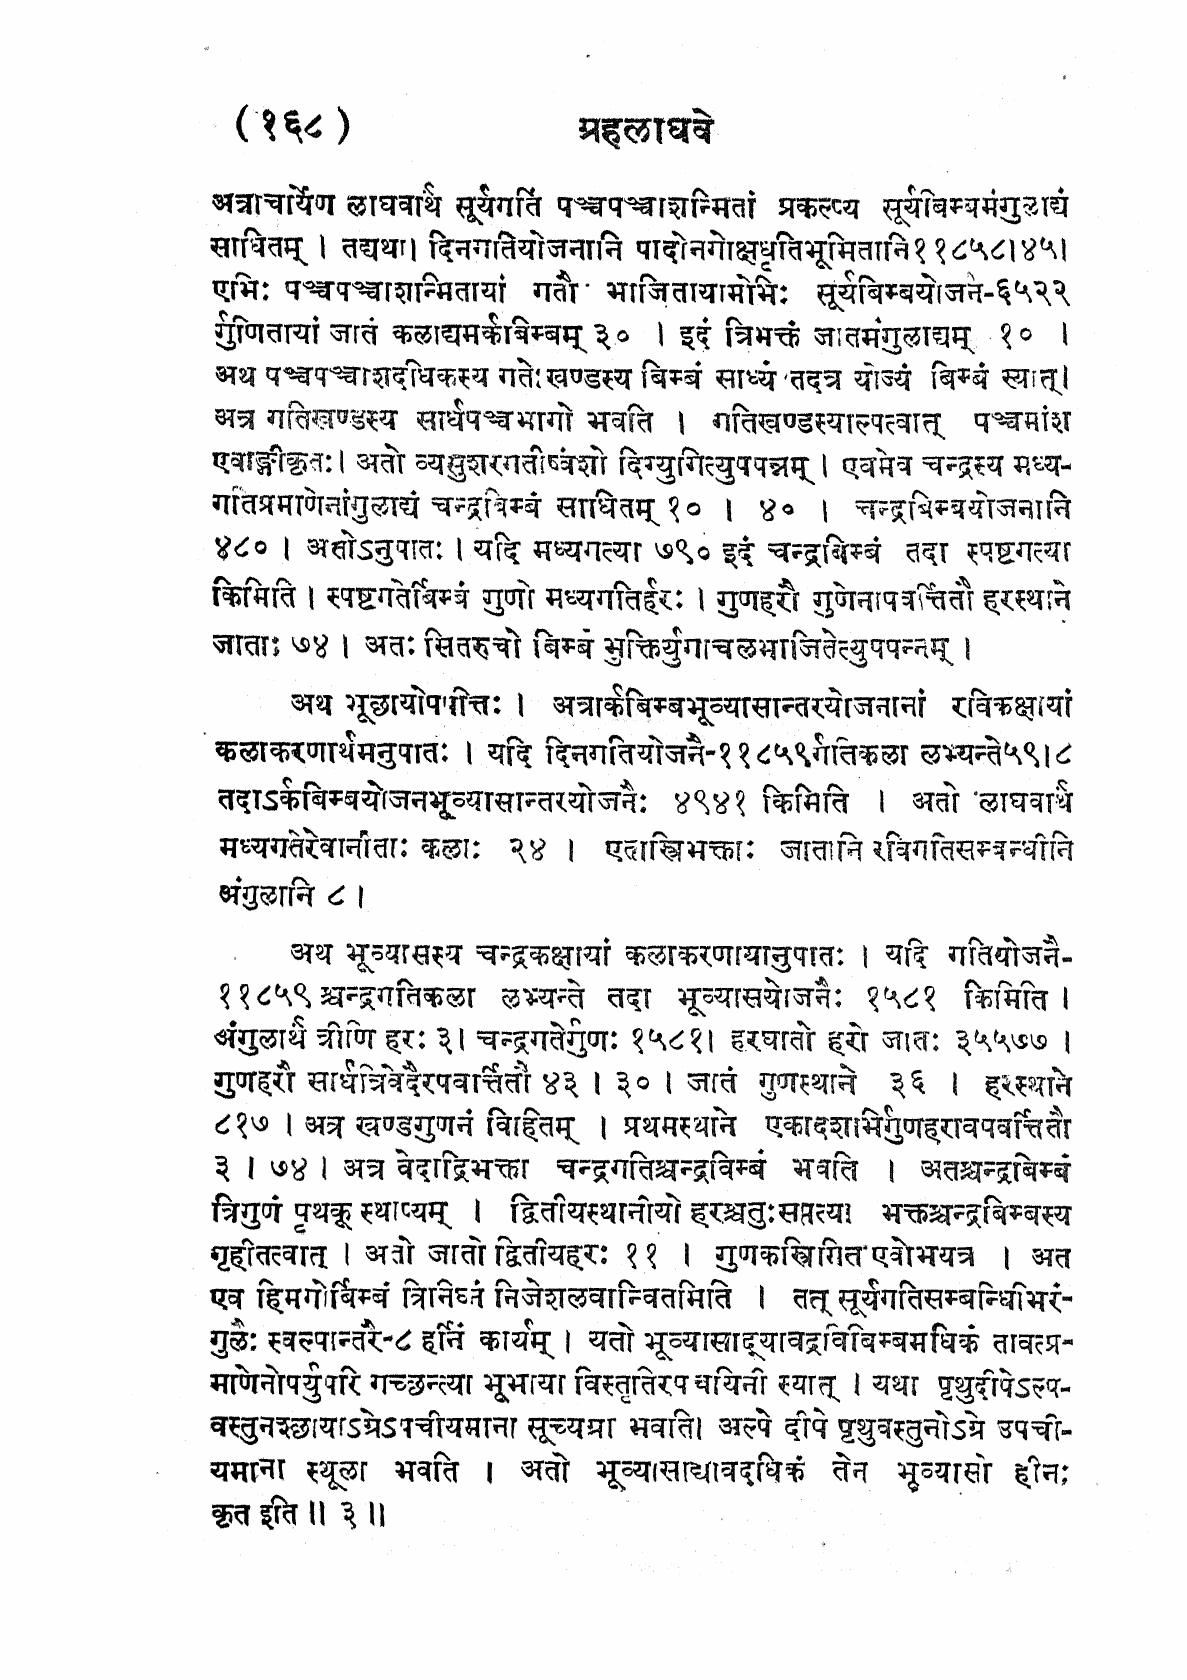 (१६८) ग्रहलाघवे
अत्राचार्येण लाघवार्थं सूर्यगतिं पञ्चपञ्चाशन्मितां प्रकल्प्य सूर्यबिम्बमंगुलाद्यं
साधितम् । तद्यथा। दिनगतियोजनानि पादोनगोक्षधृतिभूमितानि११८५८।४५।
एभिः पञ्चपञ्चाशन्मितायां गतौ भाजितायामोभिः सूर्यबिम्बयोजनै-६५२२
र्गुणितायां जातं कलाद्यमर्कबिम्बम् ३० । इदं त्रिभक्तं जातमंगुलाद्यम् १० ।
अथ पञ्चपञ्चाशदधिकस्य गतेः खण्डस्य बिम्बं साध्यं तदत्र योज्यं बिम्बं स्यात्।
अत्र गतिखण्डस्य सार्धपञ्चभागो भवति । गतिखण्डस्याल्पत्वात् पञ्चमांश
एवाङ्गीकृतः। अतो व्यसुशरगतीष्वंशो दिग्युगित्युपपन्नम् । एवमेव चन्द्रस्य मध्य-
गतिप्रमाणेनांगुलाद्यं चन्द्रबिम्बं साधितम् १० । ४० । चन्द्रबिम्बयोजनानि
४८० । अतोऽनुपातः । यदि मध्यगत्या ७९० इदं चन्द्रबिम्बं तदा स्पष्टगत्या
किमिति । स्पष्टगतेर्बिम्बं गुणो मध्यगतिर्हरः । गुणहरौ गुणेनापवर्त्तितौ हरस्थाने
जाताः ७४ । अतः सितरुचो बिम्बं भुक्तिर्युगाचलभाजितेत्युपपन्नम् ।
अथ भूछायोपपत्तिः । अत्रार्कबिम्बभूव्यासान्तरयोजनानां रविकक्षायां
कलाकरणार्थमनुपातः । यदि दिनगतियोजनै-११८५९र्गतिकला लभ्यन्ते५९।८
तदाऽर्कबिम्बयोजनभूव्यासान्तरयोजनैः ४९४१ किमिति । अतो लाघवार्थं
मध्यगतेरेवानीताः कलाः २४ । एतास्त्रिभक्ताः जातानि रविगतिसम्बन्धीनि
अंगुलानि ८ ।
अथ भूव्यासस्य चन्द्रकक्षायां कलाकरणायानुपातः । यदि गतियोजनै-
११८५९ श्चन्द्रगतिकला लभ्यन्ते तदा भूव्यासयोजनैः १५८१ किमिति ।
अंगुलार्थं त्रीणि हरः ३। चन्द्रगतेर्गुणः १५८१। हरघातो हरो जातः ३५५७७ ।
गुणहरौ सार्धत्रिवेदैरपवर्त्तितौ ४३ । ३० । जातं गुणस्थाने ३६ । हरस्थाने
८१७ । अत्र खण्डगुणनं विहितम् । प्रथमस्थाने एकादशाभिर्गुणहरावपवर्त्तितौ
३ । ७४ । अत्र वेदाद्रिभक्ता चन्द्रगतिश्चन्द्रबिम्बं भवति । अतश्चन्द्रबिम्बं
त्रिगुणं पृथक् स्थाप्यम् । द्वितीयस्थानीयो हरश्चतुःसप्तत्या भक्तश्चन्द्रबिम्बस्य
गृहीतत्वात् । अतो जातो द्वितीयहरः ११ । गुणकस्त्रिमित एवोभयत्र । अत
एव हिमगोर्बिम्बं त्रिनिघ्नं निजेशलवान्वितमिति । तत् सूर्यगतिसम्बन्धिभिरं-
गुलैः स्वल्पान्तरै-८ र्हीनं कार्यम् । यतो भूव्यासाद्यावद्रविबिम्बमधिकं तावत्प्र-
माणेनोपर्युपरि गच्छन्त्या भूभाया विस्तृतिरपचयिनी स्यात् । यथा पृथुदीपेऽल्प-
वस्तुनश्छायाऽग्रेऽपचीयमाना सूच्यग्रा भवति। अल्पे दीपे पृथुवस्तुनोऽग्रे उपची-
यमाना स्थूला भवति । अतो भूव्यासाद्यावदधिकं तेन भूव्यासो हीनः
कृत इति ॥ ३ ॥